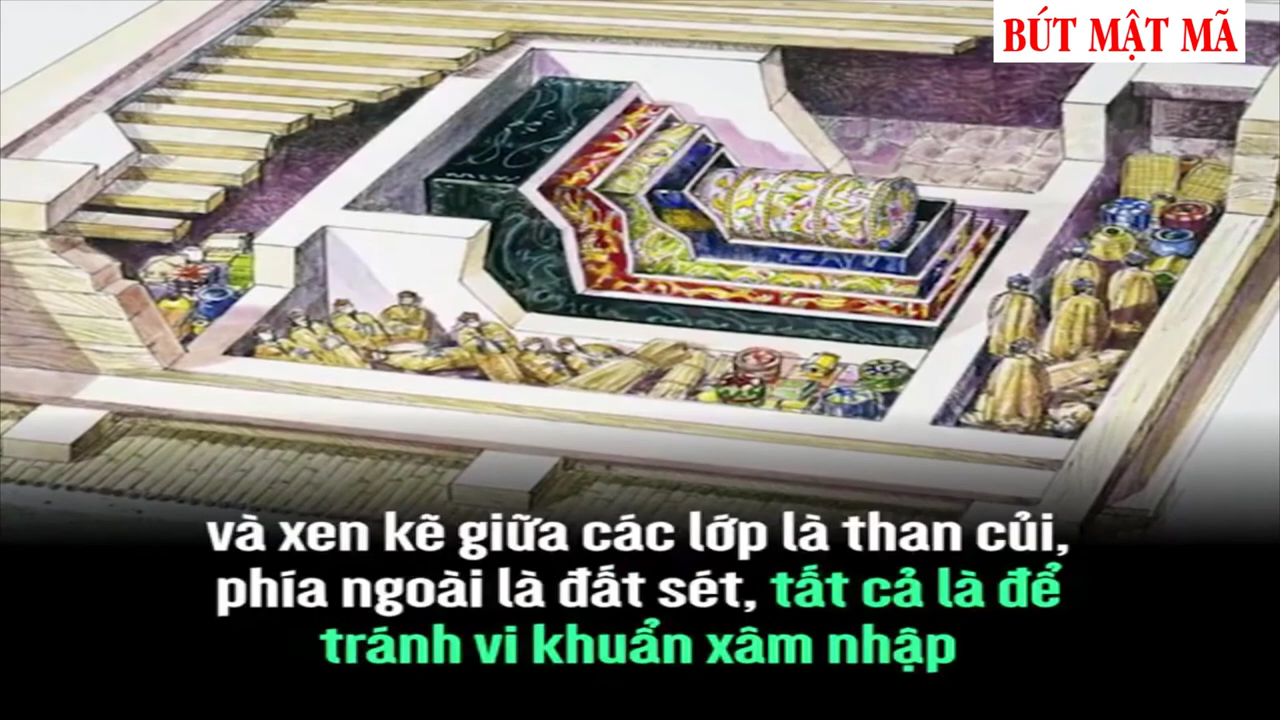 BÚT MẬT MÃ
và xen kẽ giữa các lớp là than củi,
phía ngoài là đất sét, tất cả là để
tránh vi khuẩn xâm nhập